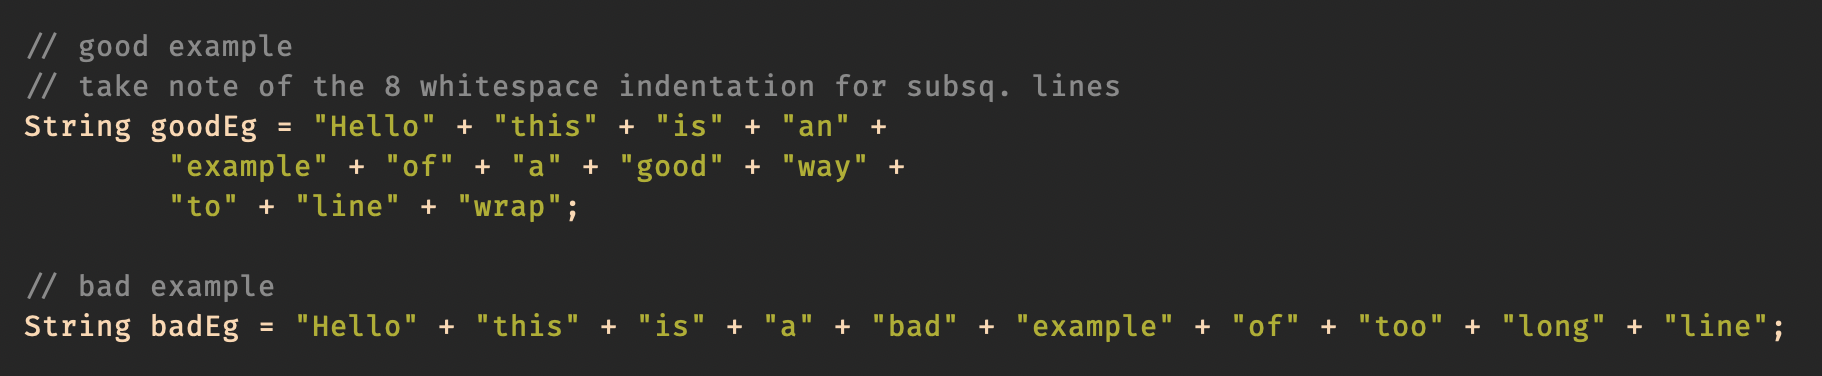 // good example
// take note of the 8 whitespace indentation for subsq. lines
String goodEg = "Hello" + "this" + "is" + "an" +
        "example" + "of" + "a" + "good" + "way" +
        "to" + "line" + "wrap";

// bad example
String badEg = "Hello" + "this" + "is" + "a" + "bad" + "example" + "of" + "too" + "long" + "line";